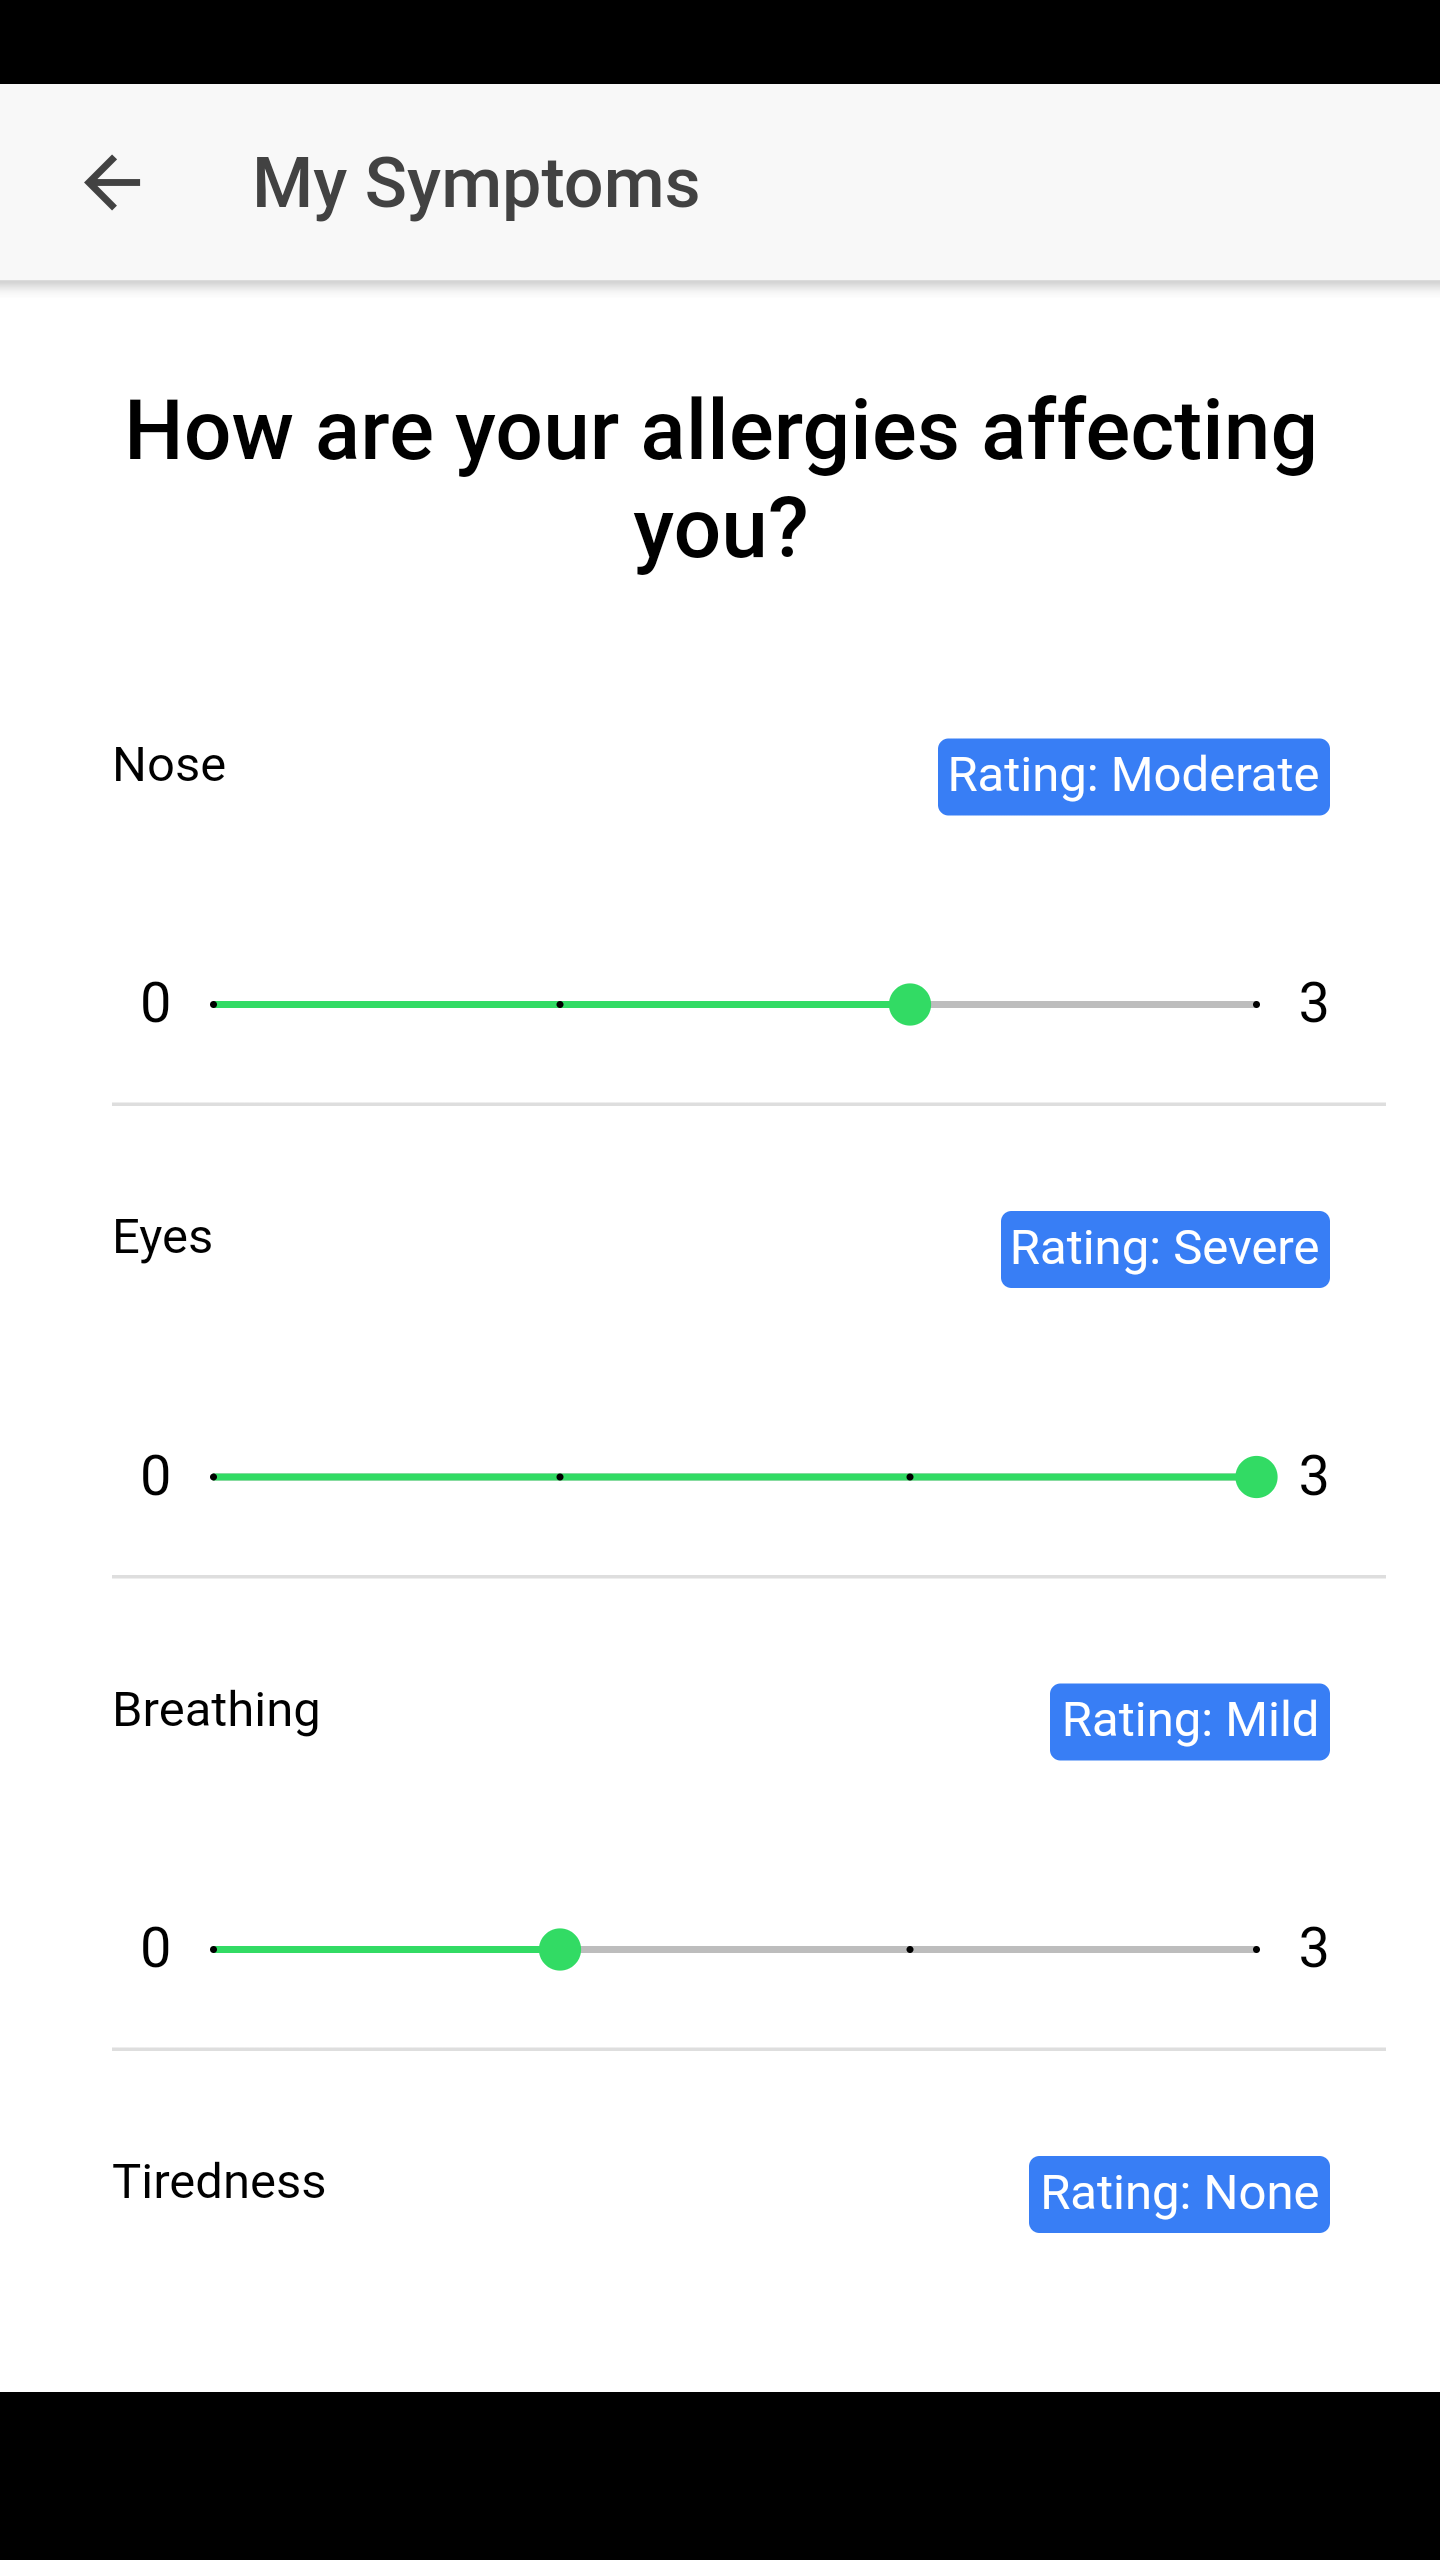 My Symptoms
How are your allergies affecting
you?
Nose
Rating: Moderate
0
3
Eyes
Rating: Severe
0
3
Breathing
Rating: Mild
0
3
Tiredness
Rating: None